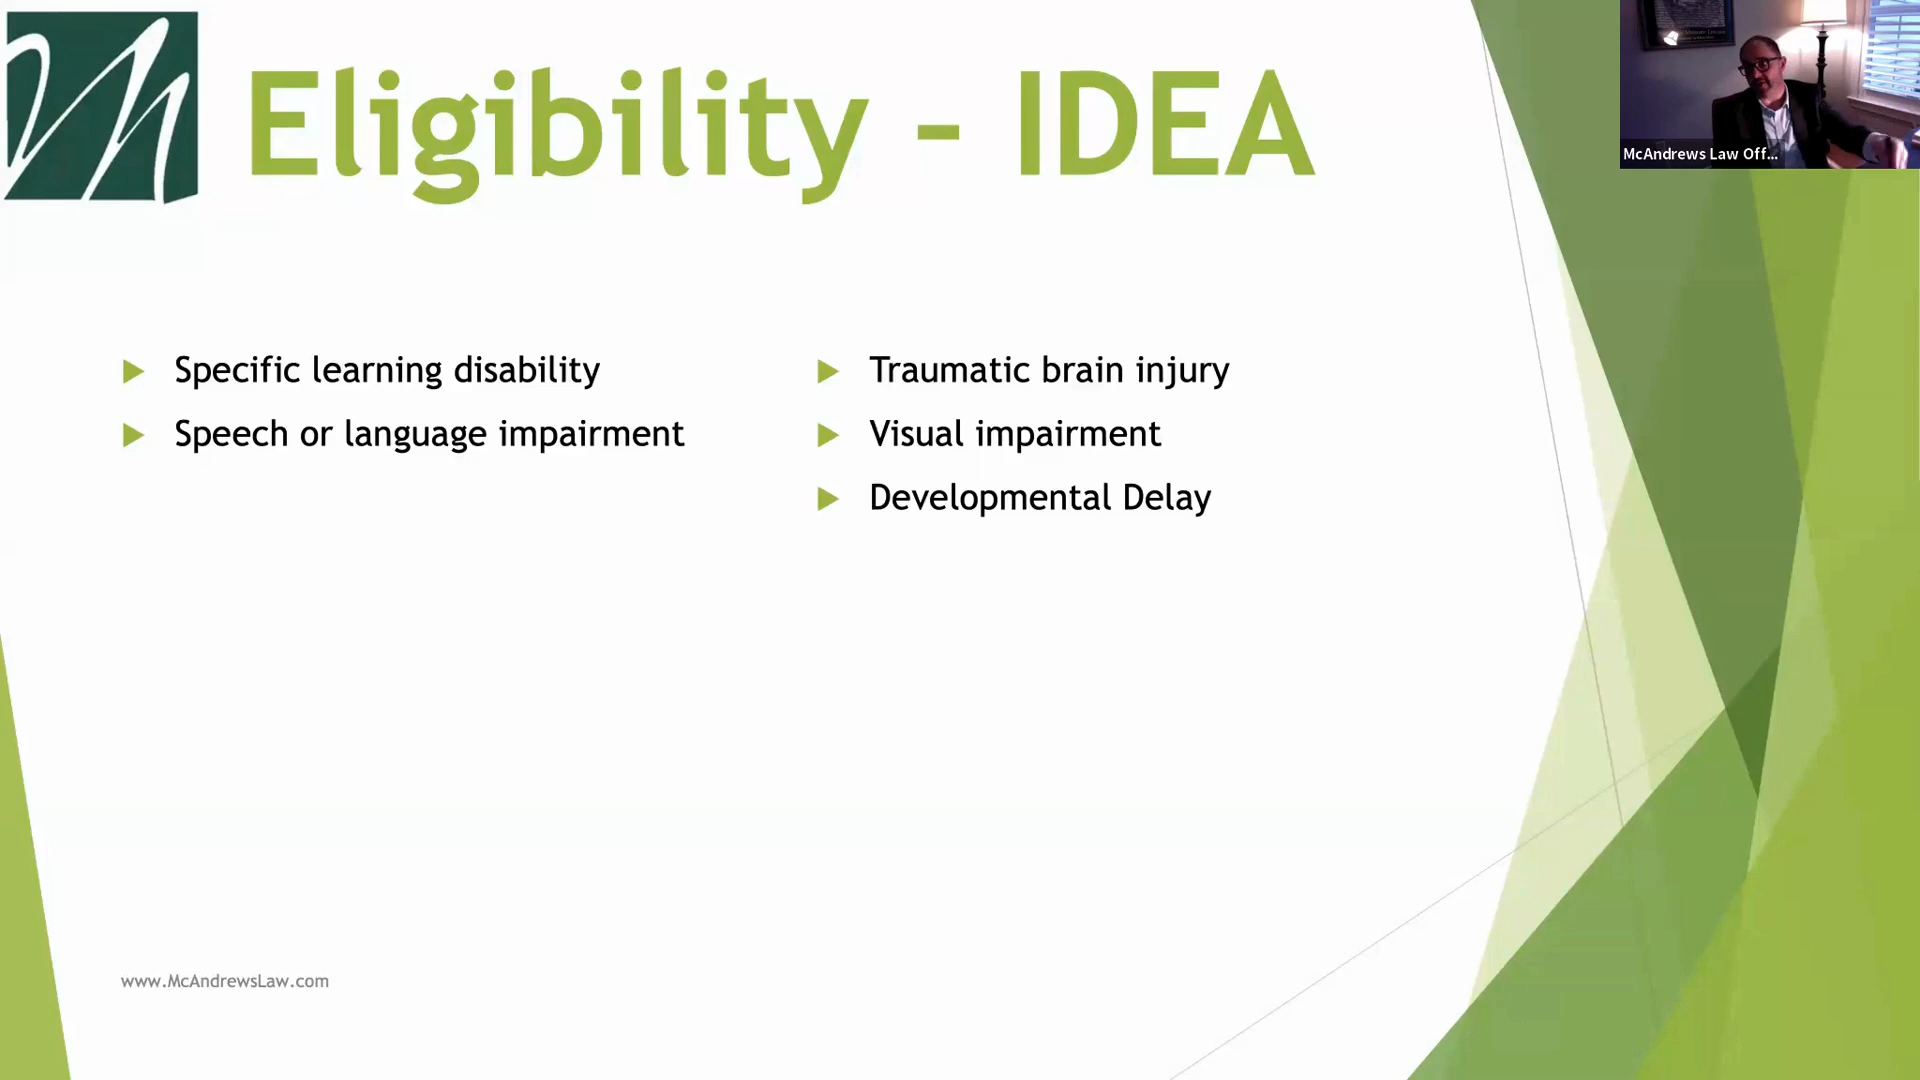 Eligibility - IDEA
Specific learning disability
Speech or language impairment
Traumatic brain injury
Visual impairment
Developmental Delay
www.McAndrewsLaw.com
McAndrews Law Off...